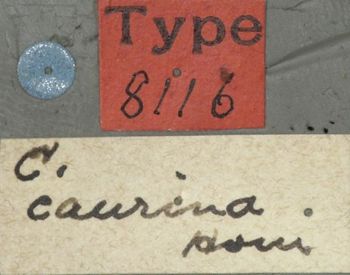 Type
8116
C.
caurina
Horn.